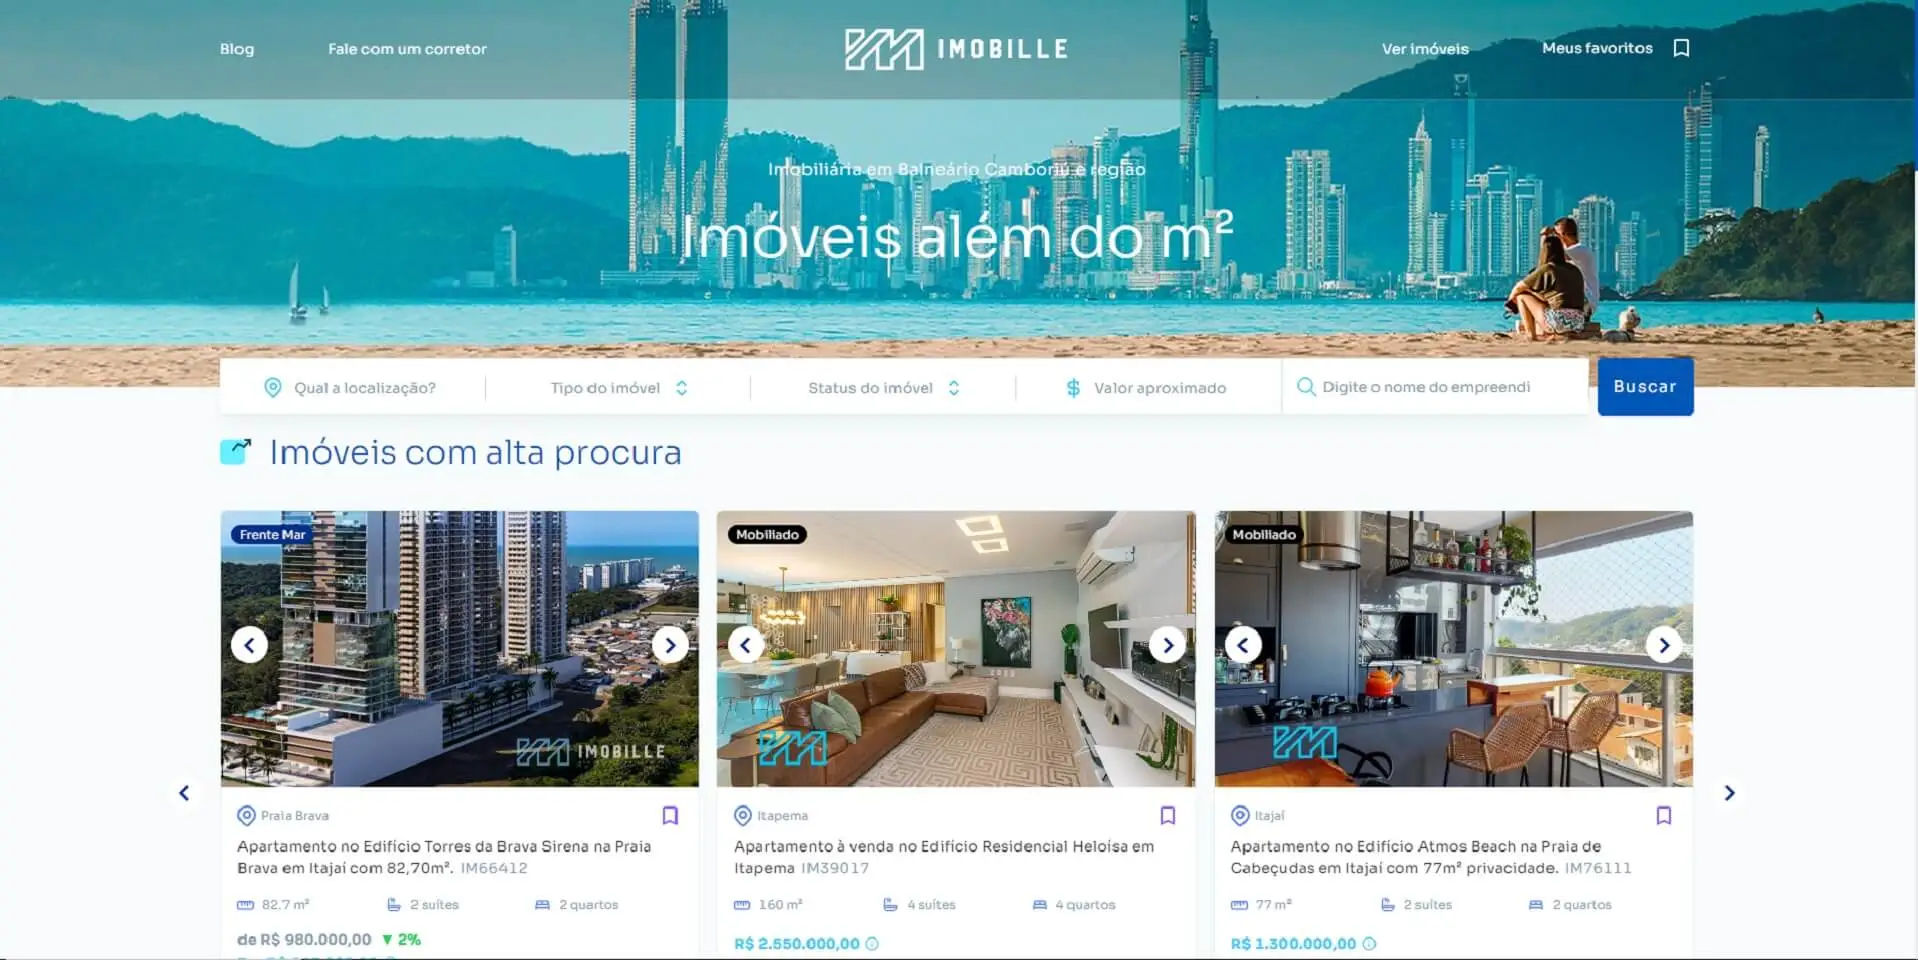 Blog
Fale com um corretor
IMOBILLE
Ver imóveis
Meus favoritos
Imobiliária em Balneário Camboriú e região
Imóveis além do m²
Qual a localização?
Tipo do imóvel
Status do imóvel
$ Valor aproximado
Digite o nome do empreendi
Buscar
Imóveis com alta procura
Frente Mar
IMOBILLE
Praia Brava
Apartamento no Edifício Torres da Brava Sirena na Praia
Brava em Itajaí com 82,70m². IM66412
82.7 m²
2 suítes
2 quartos
de R$ 980.000,00 ▼ 2%
Mobiliado
Itapema
Apartamento à venda no Edifício Residencial Heloísa em
Itapema IM39017
160 m²
4 suítes
4 quartos
R$ 2.550.000,00
Mobiliado
Itajaí
Apartamento no Edifício Atmos Beach na Praia de
Cabeçudas em Itajaí com 77m² privacidade. IM76111
77 m²
2 suítes
2 quartos
R$ 1.300.000,00